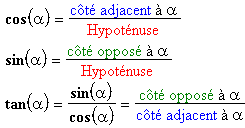 cos(α) = côté adjacent à α / Hypoténuse
sin(α) = côté opposé à α / Hypoténuse
tan(α) = sin(α) / cos(α) = côté opposé à α / côté adjacent à α